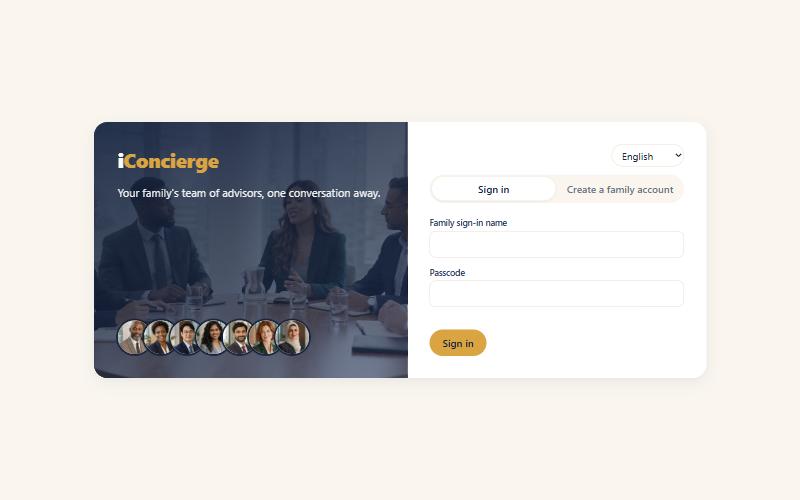 iConcierge
Your family's team of advisors, one conversation away.
English
Sign in
Create a family account
Family sign-in name
Passcode
Sign in